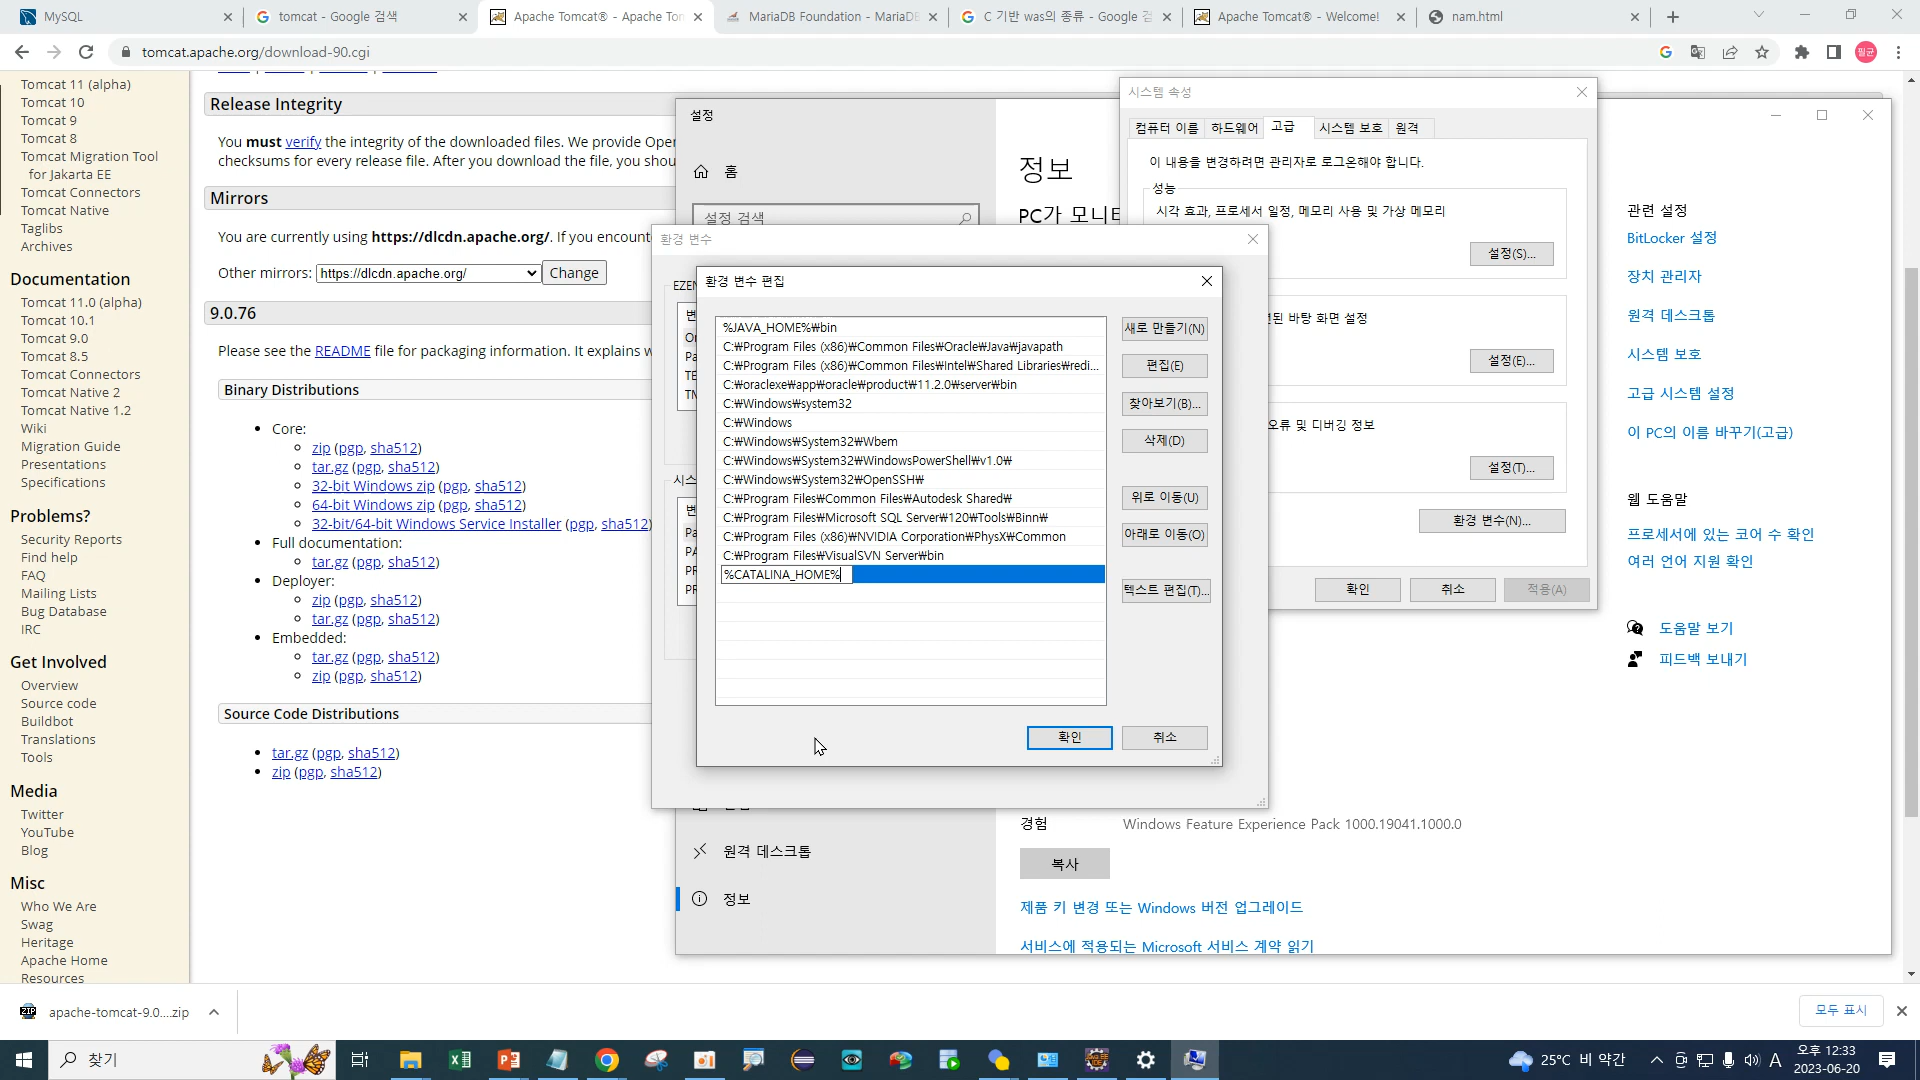 MySQL
tomcat - Google 검색
Apache Tomcat® - Apache Ton
MariaDB Foundation - MariaDB
C 기반 was의 종류 - Google 검
Apache Tomcat® - Welcome!
nam.html
tomcat.apache.org/download-90.cgi
필균
Tomcat 11 (alpha)
Tomcat 10
Tomcat 9
Tomcat 8
Tomcat Migration Tool
for Jakarta EE
Tomcat Connectors
Tomcat Native
Taglibs
Archives
Documentation
Tomcat 11.0 (alpha)
Tomcat 10.1
Tomcat 9.0
Tomcat 8.5
Tomcat Connectors
Tomcat Native 2
Tomcat Native 1.2
Wiki
Migration Guide
Presentations
Specifications
Problems?
Security Reports
Find help
FAQ
Mailing Lists
Bug Database
IRC
Get Involved
Overview
Source code
Buildbot
Translations
Tools
Media
Twitter
YouTube
Blog
Misc
Who We Are
Swag
Heritage
Apache Home
Resources
Release Integrity
You must verify the integrity of the downloaded files. We provide Oper
checksums for every release file. After you download the file, you shou
Mirrors
You are currently using https://dlcdn.apache.org/. If you encount
Other mirrors: https://dlcdn.apache.org/ Change
9.0.76
Please see the README file for packaging information. It explains w
Binary Distributions
Core:
zip (pgp, sha512)
tar.gz (pgp, sha512)
32-bit Windows zip (pgp, sha512)
64-bit Windows zip (pgp, sha512)
32-bit/64-bit Windows Service Installer (pgp, sha512)
Full documentation:
tar.gz (pgp, sha512)
Deployer:
zip (pgp, sha512)
tar.gz (pgp, sha512)
Embedded:
tar.gz (pgp, sha512)
zip (pgp, sha512)
Source Code Distributions
tar.gz (pgp, sha512)
zip (pgp, sha512)
설정
홈
설정 검색
원격 데스크톱
정보
정보
PC가 모니터
경험 Windows Feature Experience Pack 1000.19041.1000.0
복사
제품 키 변경 또는 Windows 버전 업그레이드
서비스에 적용되는 Microsoft 서비스 계약 읽기
관련 설정
BitLocker 설정
장치 관리자
원격 데스크톱
시스템 보호
고급 시스템 설정
이 PC의 이름 바꾸기(고급)
웹 도움말
프로세서에 있는 코어 수 확인
여러 언어 지원 확인
도움말 보기
피드백 보내기
시스템 속성
컴퓨터 이름 하드웨어 고급 시스템 보호 원격
이 내용을 변경하려면 관리자로 로그온해야 합니다.
성능
시각 효과, 프로세서 일정, 메모리 사용 및 가상 메모리
설정(S)...
된 바탕 화면 설정
설정(E)...
오류 및 디버깅 정보
설정(T)...
환경 변수(N)...
확인 취소 적용(A)
환경 변수
EZEN
시스
환경 변수 편집
%JAVA_HOME%₩bin
C:₩Program Files (x86)₩Common Files₩Oracle₩Java₩javapath
C:₩Program Files (x86)₩Common Files₩Intel₩Shared Libraries₩redi...
C:₩oraclexe₩app₩oracle₩product₩11.2.0₩server₩bin
C:₩Windows₩system32
C:₩Windows
C:₩Windows₩System32₩Wbem
C:₩Windows₩System32₩WindowsPowerShell₩v1.0₩
C:₩Windows₩System32₩OpenSSH₩
C:₩Program Files₩Common Files₩Autodesk Shared₩
C:₩Program Files₩Microsoft SQL Server₩120₩Tools₩Binn₩
C:₩Program Files (x86)₩NVIDIA Corporation₩PhysX₩Common
C:₩Program Files₩VisualSVN Server₩bin
%CATALINA_HOME%
새로 만들기(N)
편집(E)
찾아보기(B)...
삭제(D)
위로 이동(U)
아래로 이동(O)
텍스트 편집(T)...
확인 취소
apache-tomcat-9.0....zip
모두 표시
찾기
25°C 비 약간
A
오후 12:33
2023-06-20